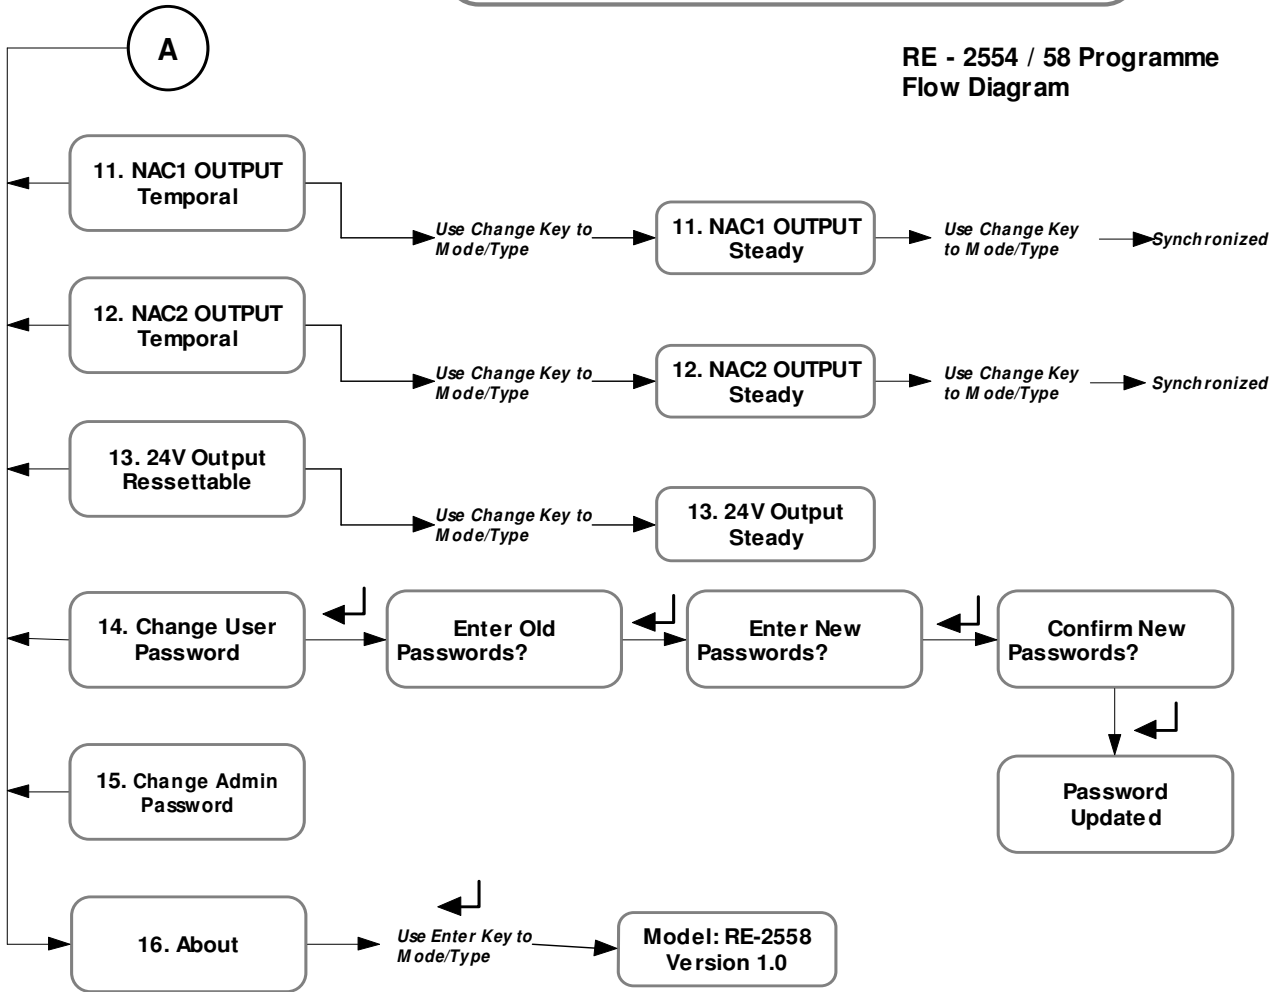 A
RE - 2554 / 58 Programme
Flow Diagram
11. NAC1 OUTPUT
Temporal
Use Change Key to
Mode/Type
11. NAC1 OUTPUT
Steady
Use Change Key
to Mode/Type
Synchronized
12. NAC2 OUTPUT
Temporal
Use Change Key to
Mode/Type
12. NAC2 OUTPUT
Steady
Use Change Key
to Mode/Type
Synchronized
13. 24V Output
Ressettable
Use Change Key to
Mode/Type
13. 24V Output
Steady
14. Change User
Password
Enter Old
Passwords?
Enter New
Passwords?
Confirm New
Passwords?
Password
Updated
15. Change Admin
Password
16. About
Use Enter Key to
Mode/Type
Model: RE-2558
Version 1.0